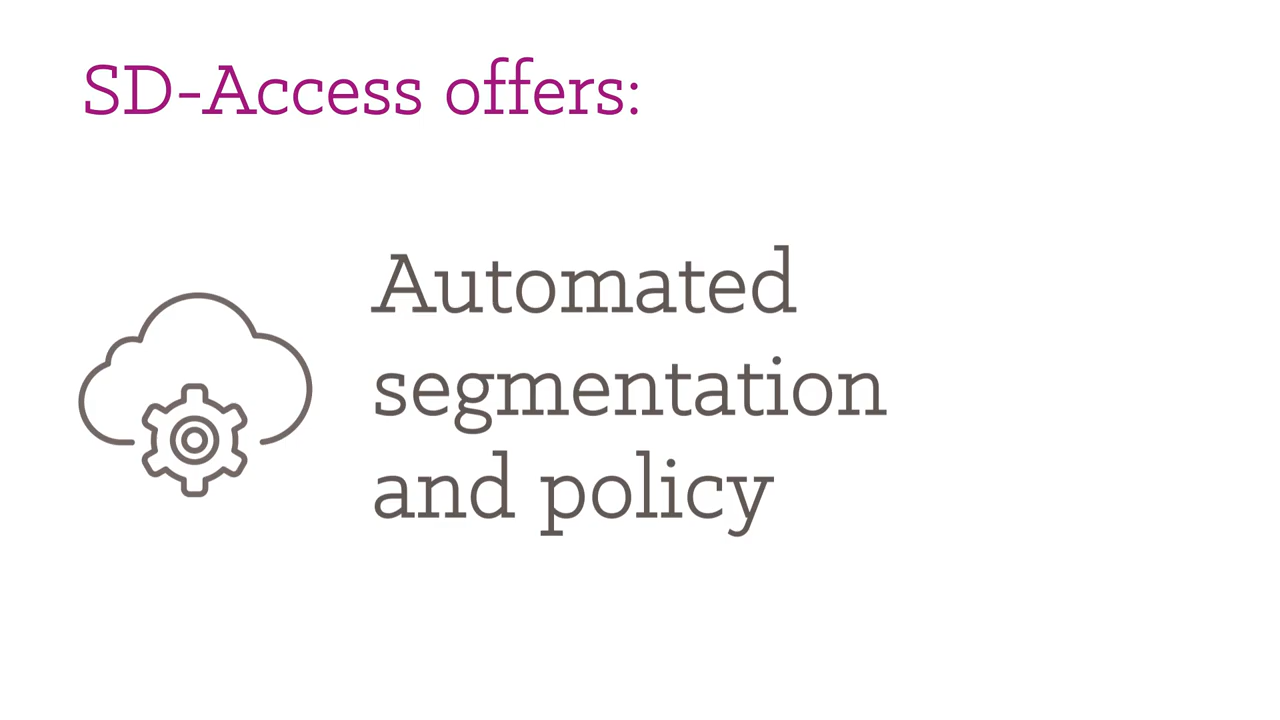 SD-Access offers:
Automated
segmentation
and policy